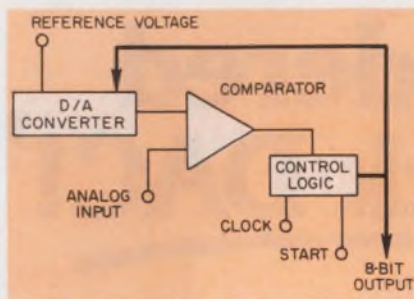 REFERENCE VOLTAGE
D/A
CONVERTER
COMPARATOR
ANALOG
INPUT
CONTROL
LOGIC
CLOCK
START
8-BIT
OUTPUT